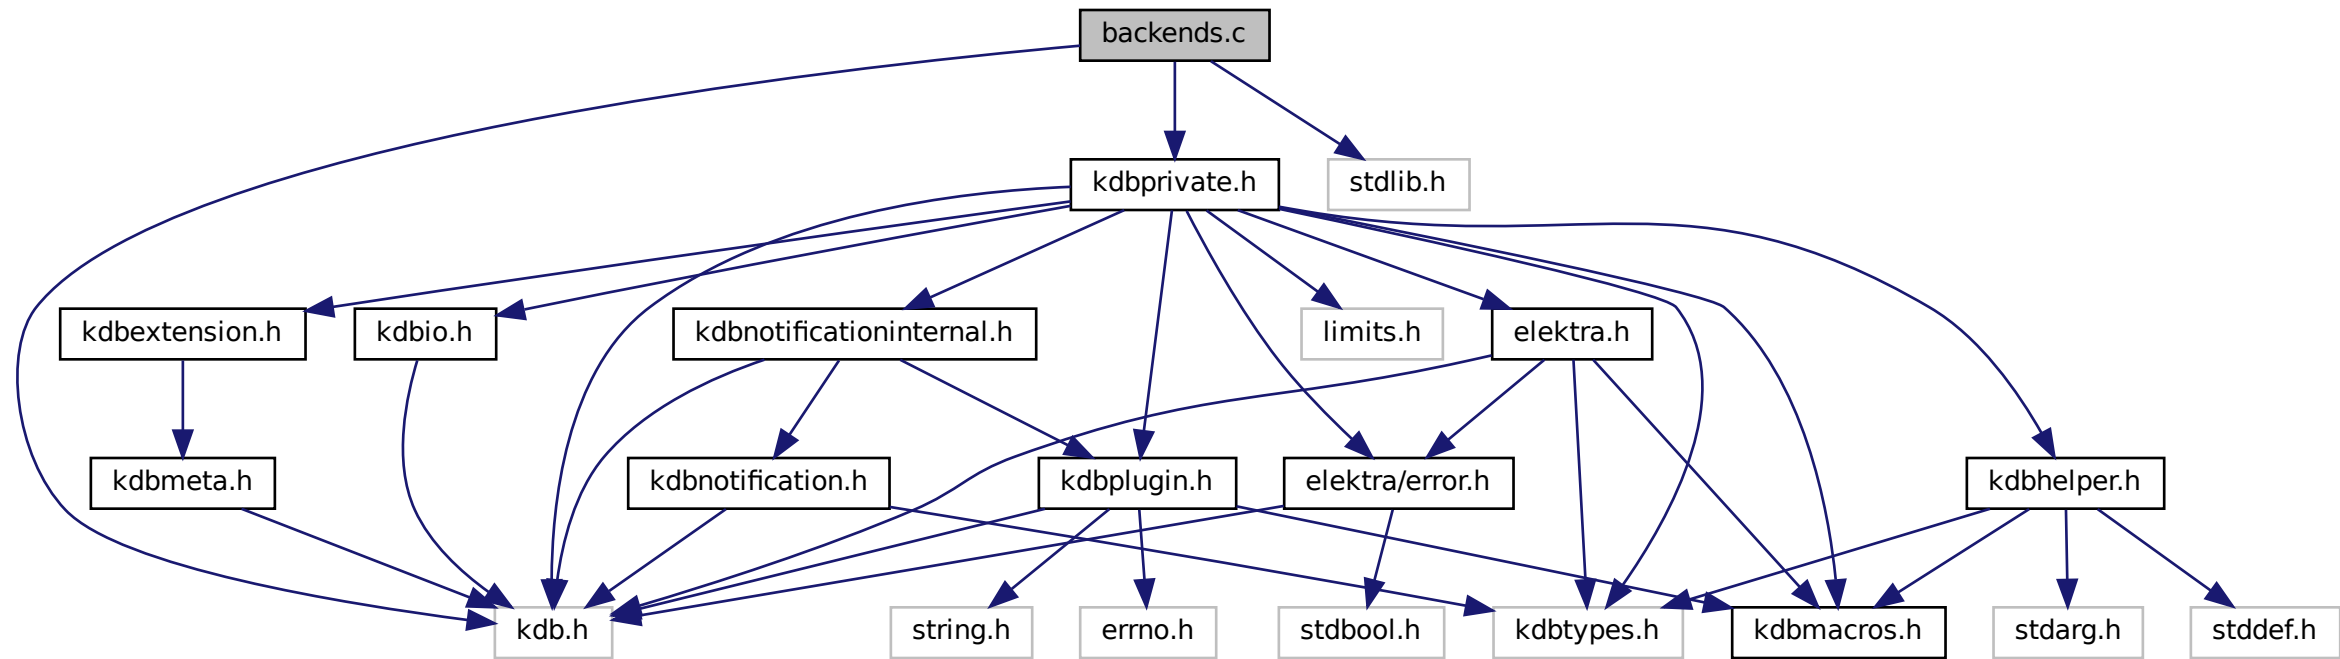 backends.c
kdbprivate.h
stdlib.h
kdbextension.h
kdbio.h
kdbnotificationinternal.h
limits.h
elektra.h
kdbmeta.h
kdbnotification.h
kdbplugin.h
elektra/error.h
kdbhelper.h
kdb.h
string.h
errno.h
stdbool.h
kdbtypes.h
kdbmacros.h
stdarg.h
stddef.h